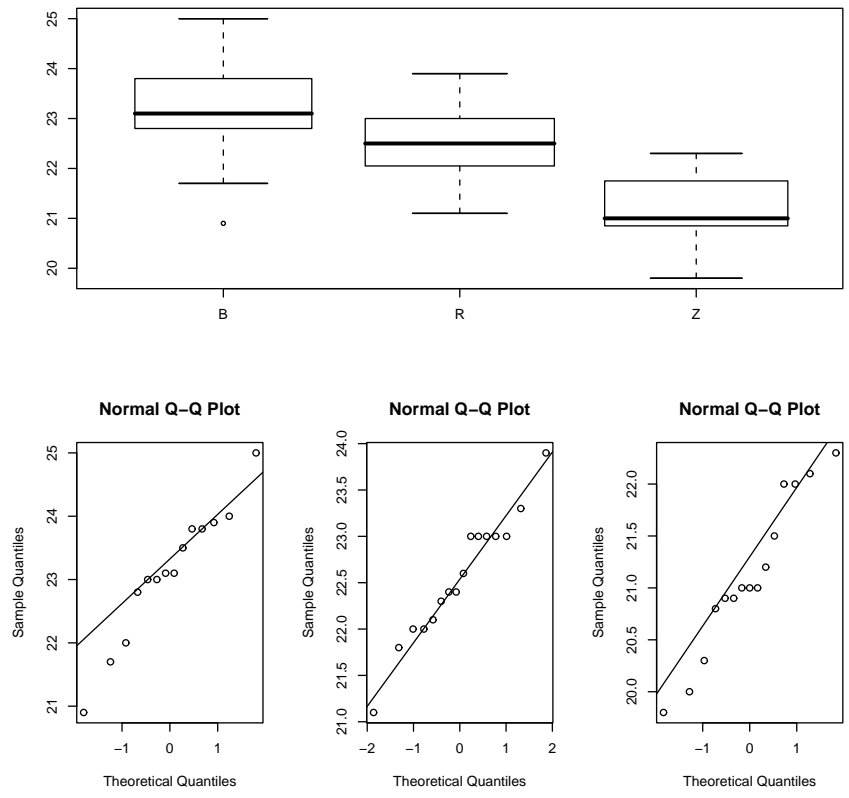 25
24
23
22
21
20
B R Z
Normal Q−Q Plot
25
24
23
22
21
Sample Quantiles
−1 0 1
Theoretical Quantiles
Normal Q−Q Plot
24.0
23.5
23.0
22.5
22.0
21.5
21.0
Sample Quantiles
−2 −1 0 1 2
Theoretical Quantiles
Normal Q−Q Plot
22.0
21.5
21.0
20.5
20.0
Sample Quantiles
−1 0 1
Theoretical Quantiles